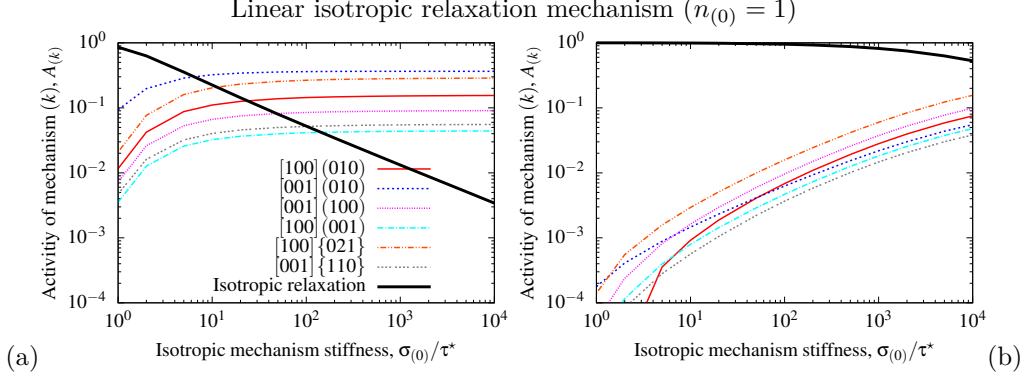 Linear isotropic relaxation mechanism (n(0) = 1)
Activitiy of mechanism (k), A(k)
10^0
10^-1
10^-2
10^-3
10^-4
[100] (010)
[001] (010)
[001] (100)
[100] (001)
[100] {021}
[001] {110}
Isotropic relaxation
10^0 10^1 10^2 10^3 10^4
Isotropic mechanism stiffness, σ(0)/τ*
(a)
Activity of mechanism (k), A(k)
10^0
10^-1
10^-2
10^-3
10^-4
10^0 10^1 10^2 10^3 10^4
Isotropic mechanism stiffness, σ(0)/τ*
(b)